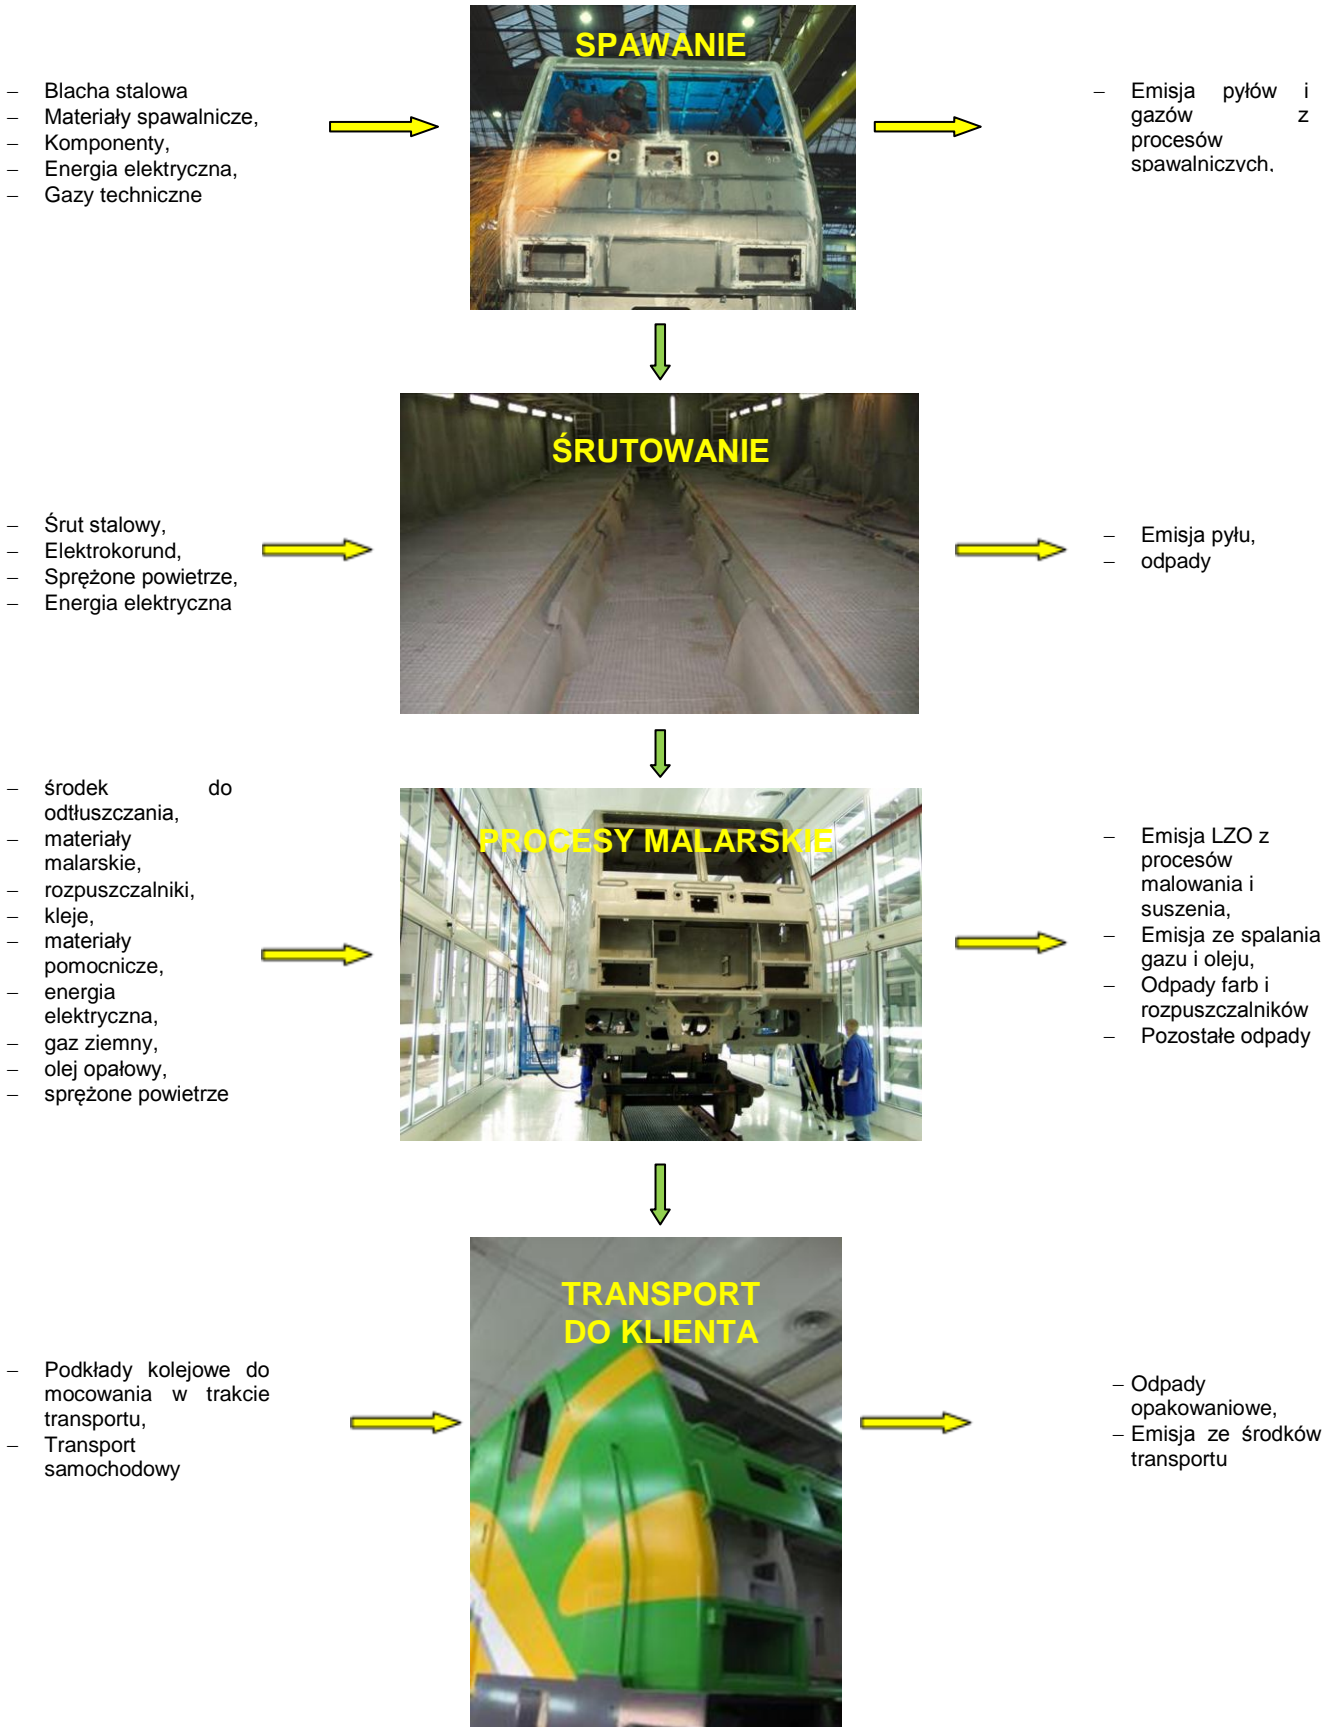 SPAWANIE
– Blacha stalowa
– Materiały spawalnicze,
– Komponenty,
– Energia elektryczna,
– Gazy techniczne
– Emisja pyłów i
gazów z
procesów
spawalniczych,
ŚRUTOWANIE
– Śrut stalowy,
– Elektrokorund,
– Sprężone powietrze,
– Energia elektryczna
– Emisja pyłu,
– odpady
PROCESY MALARSKIE
– środek do
odtłuszczania,
– materiały
malarskie,
– rozpuszczalniki,
– kleje,
– materiały
pomocnicze,
– energia
elektryczna,
– gaz ziemny,
– olej opałowy,
– sprężone powietrze
– Emisja LZO z
procesów
malowania i
suszenia,
– Emisja ze spalania
gazu i oleju,
– Odpady farb i
rozpuszczalników
– Pozostałe odpady
TRANSPORT
DO KLIENTA
– Podkłady kolejowe do
mocowania w trakcie
transportu,
– Transport
samochodowy
– Odpady
opakowaniowe,
– Emisja ze środków
transportu